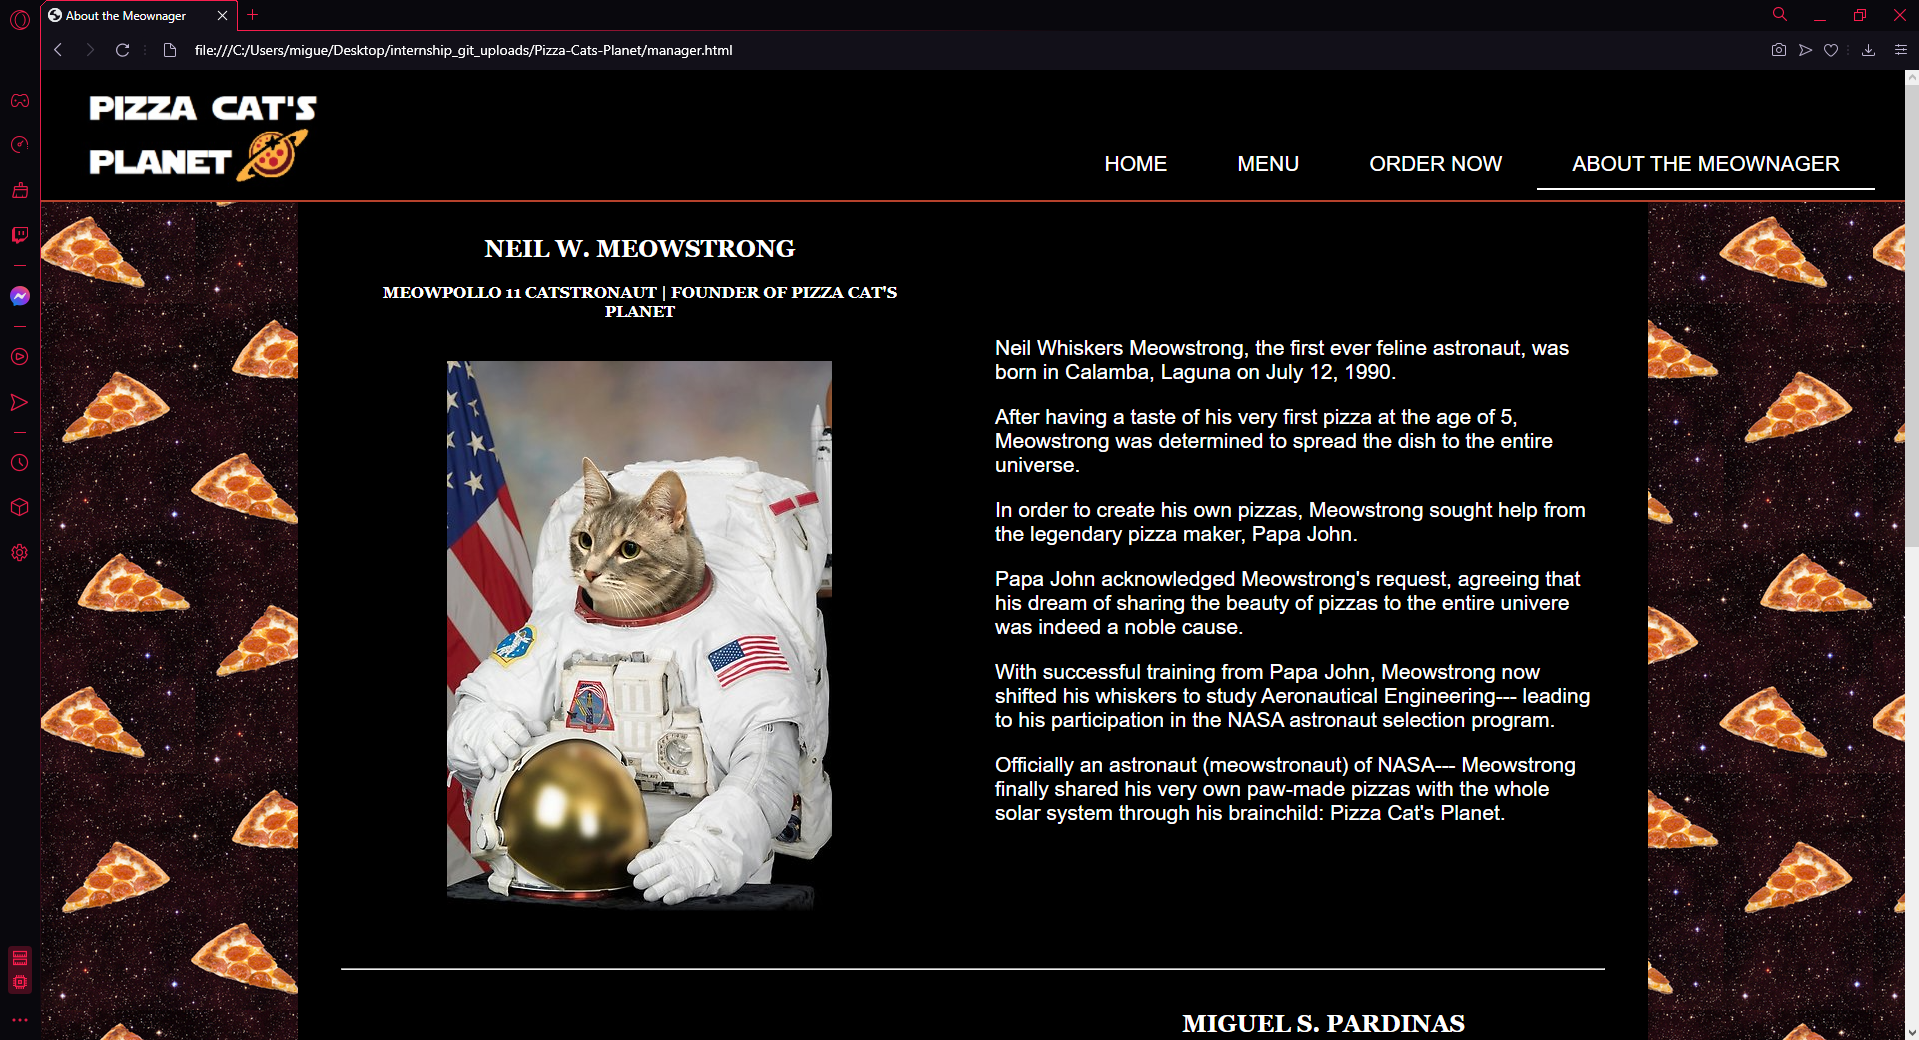 About the Meownager
file:///C:/Users/migue/Desktop/internship_git_uploads/Pizza-Cats-Planet/manager.html
PIZZA CAT'S
PLANET
HOME MENU ORDER NOW ABOUT THE MEOWNAGER
NEIL W. MEOWSTRONG
MEOWPOLLO 11 CATSTRONAUT | FOUNDER OF PIZZA CAT'S
PLANET
Neil Whiskers Meowstrong, the first ever feline astronaut, was
born in Calamba, Laguna on July 12, 1990.
After having a taste of his very first pizza at the age of 5,
Meowstrong was determined to spread the dish to the entire
universe.
In order to create his own pizzas, Meowstrong sought help from
the legendary pizza maker, Papa John.
Papa John acknowledged Meowstrong's request, agreeing that
his dream of sharing the beauty of pizzas to the entire univere
was indeed a noble cause.
With successful training from Papa John, Meowstrong now
shifted his whiskers to study Aeronautical Engineering--- leading
to his participation in the NASA astronaut selection program.
Officially an astronaut (meowstronaut) of NASA--- Meowstrong
finally shared his very own paw-made pizzas with the whole
solar system through his brainchild: Pizza Cat's Planet.
MIGUEL S. PARDINAS